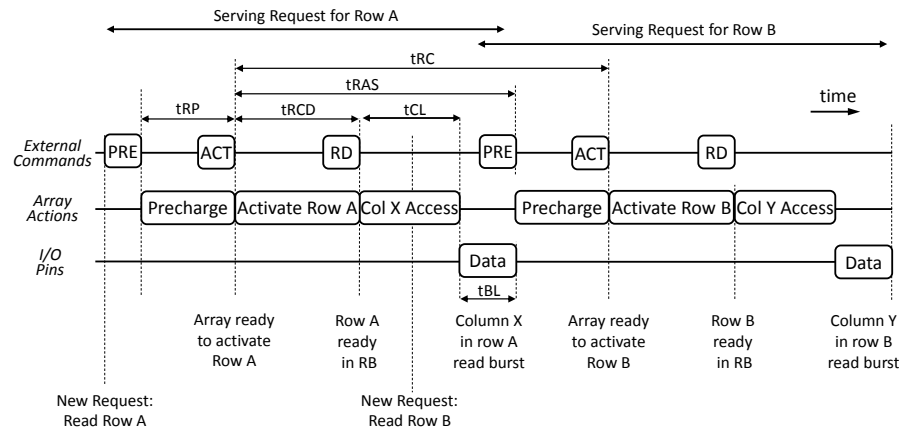 Serving Request for Row A
Serving Request for Row B
tRC
tRAS
time
tRP
tRCD
tCL
External
Commands
PRE
ACT
RD
PRE
ACT
RD
Array
Actions
Precharge
Activate Row A
Col X Access
Precharge
Activate Row B
Col Y Access
I/O
Pins
Data
Data
tBL
Array ready
to activate
Row A
Row A
ready
in RB
Column X
in row A
read burst
Array ready
to activate
Row B
Row B
ready
in RB
Column Y
in row B
read burst
New Request:
Read Row A
New Request:
Read Row B